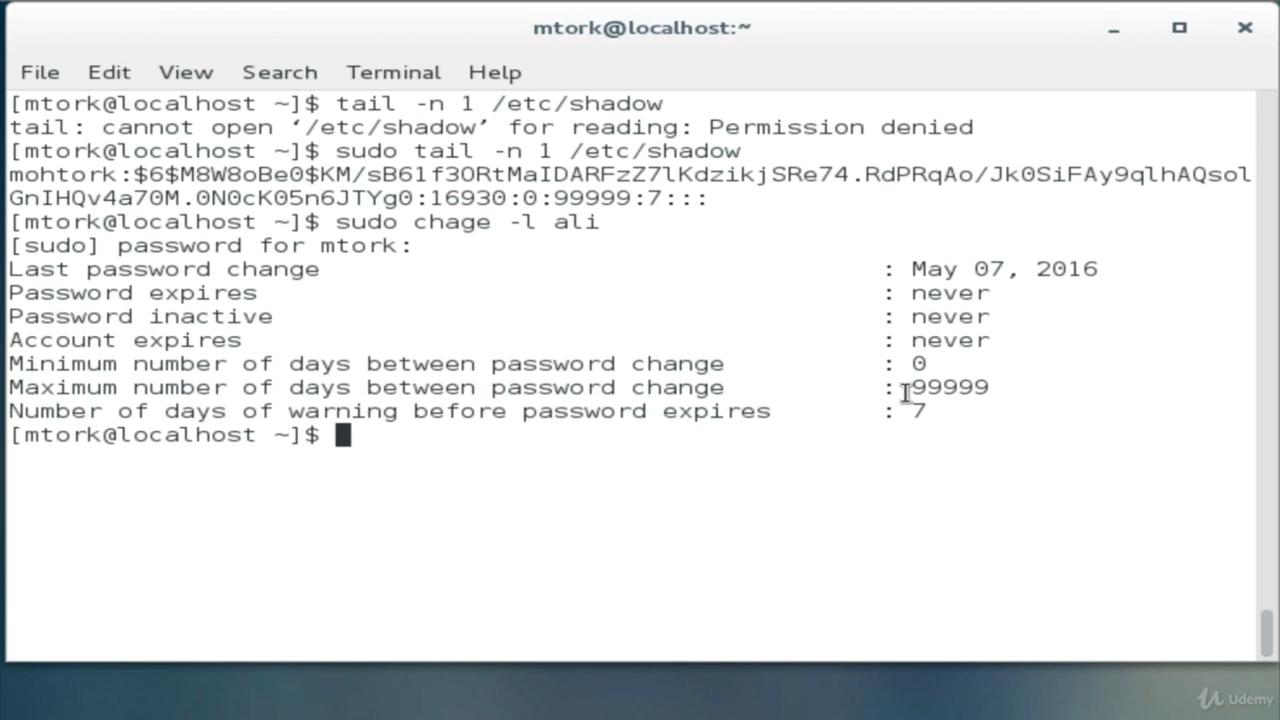 mtork@localhost:~
File Edit View Search Terminal Help
[mtork@localhost ~]$ tail -n 1 /etc/shadow
tail: cannot open ‘/etc/shadow’ for reading: Permission denied
[mtork@localhost ~]$ sudo tail -n 1 /etc/shadow
mohtork:$6$M8W8oBe0$KM/sB61f3ORtMaIDARFzZ7lKdzikjSRe74.RdPRqAo/Jk0SiFAy9qlhAQsol
GnIHQv4a70M.0N0cK05n6JTYg0:16930:0:99999:7:::
[mtork@localhost ~]$ sudo chage -l ali
[sudo] password for mtork:
Last password change : May 07, 2016
Password expires : never
Password inactive : never
Account expires : never
Minimum number of days between password change : 0
Maximum number of days between password change : 99999
Number of days of warning before password expires : 7
[mtork@localhost ~]$
Udemy